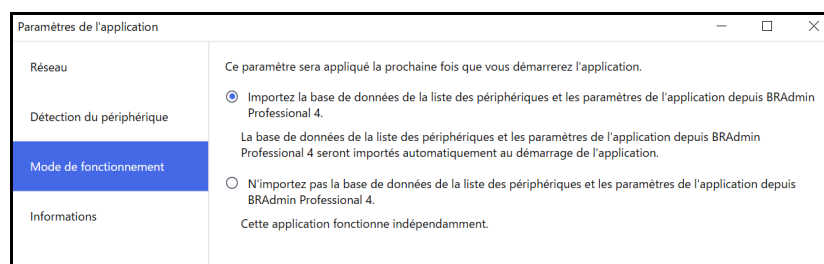 Paramètres de l'application
Réseau
Détection du périphérique
Mode de fonctionnement
Informations
Ce paramètre sera appliqué la prochaine fois que vous démarrerez l'application.
Importez la base de données de la liste des périphériques et les paramètres de l'application depuis BRAdmin
Professional 4.
La base de données de la liste des périphériques et les paramètres de l'application depuis BRAdmin
Professional 4 seront importés automatiquement au démarrage de l'application.
N'importez pas la base de données de la liste des périphériques et les paramètres de l'application depuis
BRAdmin Professional 4.
Cette application fonctionne indépendamment.